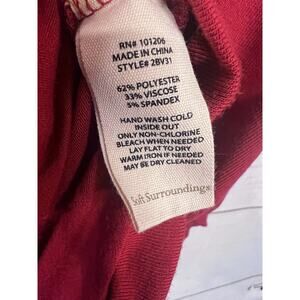 RN# 101206
MADE IN CHINA
STYLE# 2BV31
62% POLYESTER
33% VISCOSE
5% SPANDEX
HAND WASH COLD
INSIDE OUT
ONLY NON-CHLORINE
BLEACH WHEN NEEDED
LAY FLAT TO DRY
WARM IRON IF NEEDED
MAY BE DRY CLEANED
Soft Surroundings